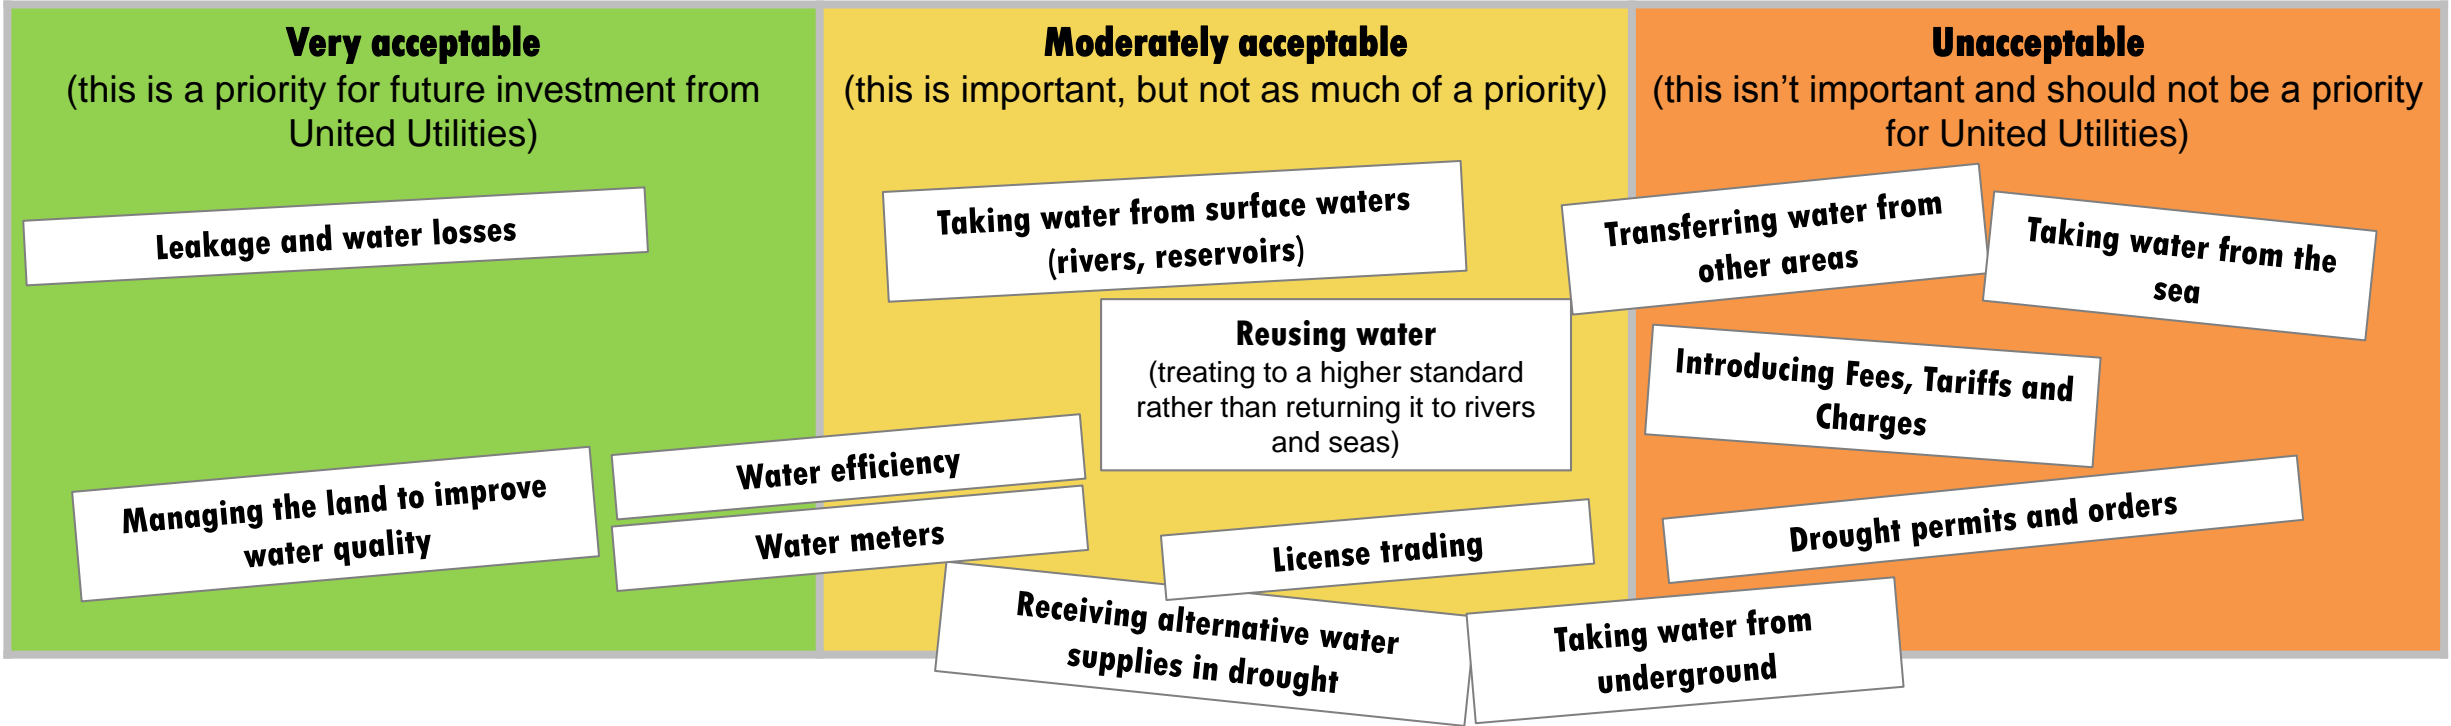 Very acceptable
(this is a priority for future investment from
United Utilities)
Moderately acceptable
(this is important, but not as much of a priority)
Unacceptable
(this isn't important and should not be a priority
for United Utilities)
Leakage and water losses
Managing the land to improve
water quality
Water efficiency
Water meters
Taking water from surface waters
(rivers, reservoirs)
Reusing water
(treating to a higher standard
rather than returning it to rivers
and seas)
License trading
Receiving alternative water
supplies in drought
Transferring water from
other areas
Taking water from the
sea
Introducing Fees, Tariffs and
Charges
Drought permits and orders
Taking water from
underground